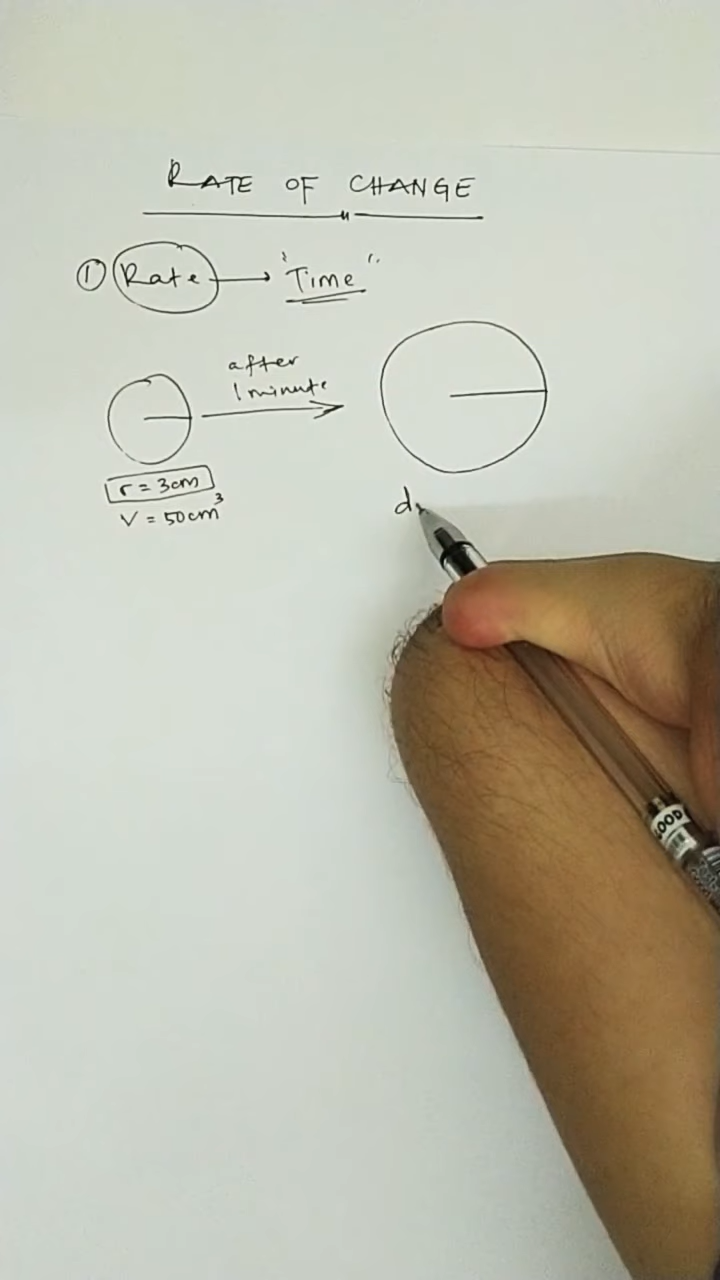 RATE OF CHANGE
① Rate → "Time"
after
1 minute
r = 3cm
V = 50cm³
d